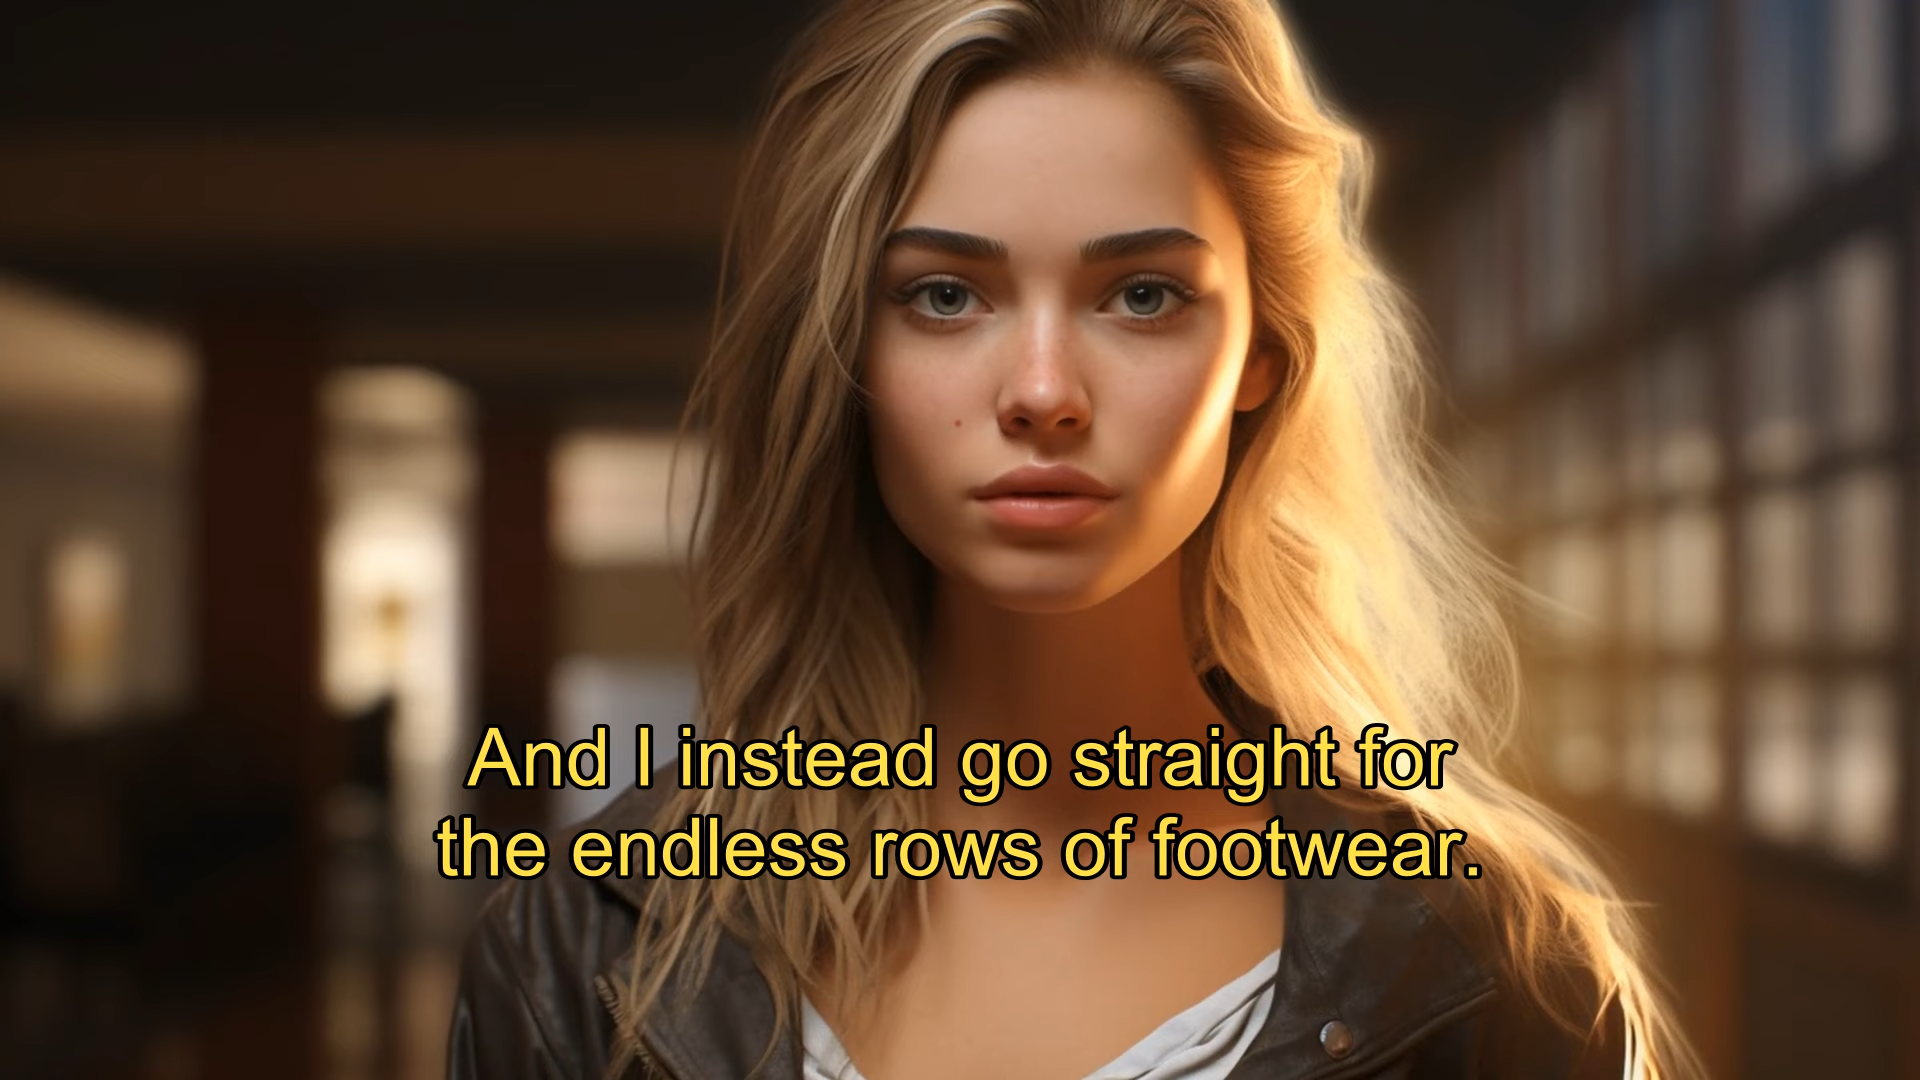 And I instead go straight for
the endless rows of footwear.